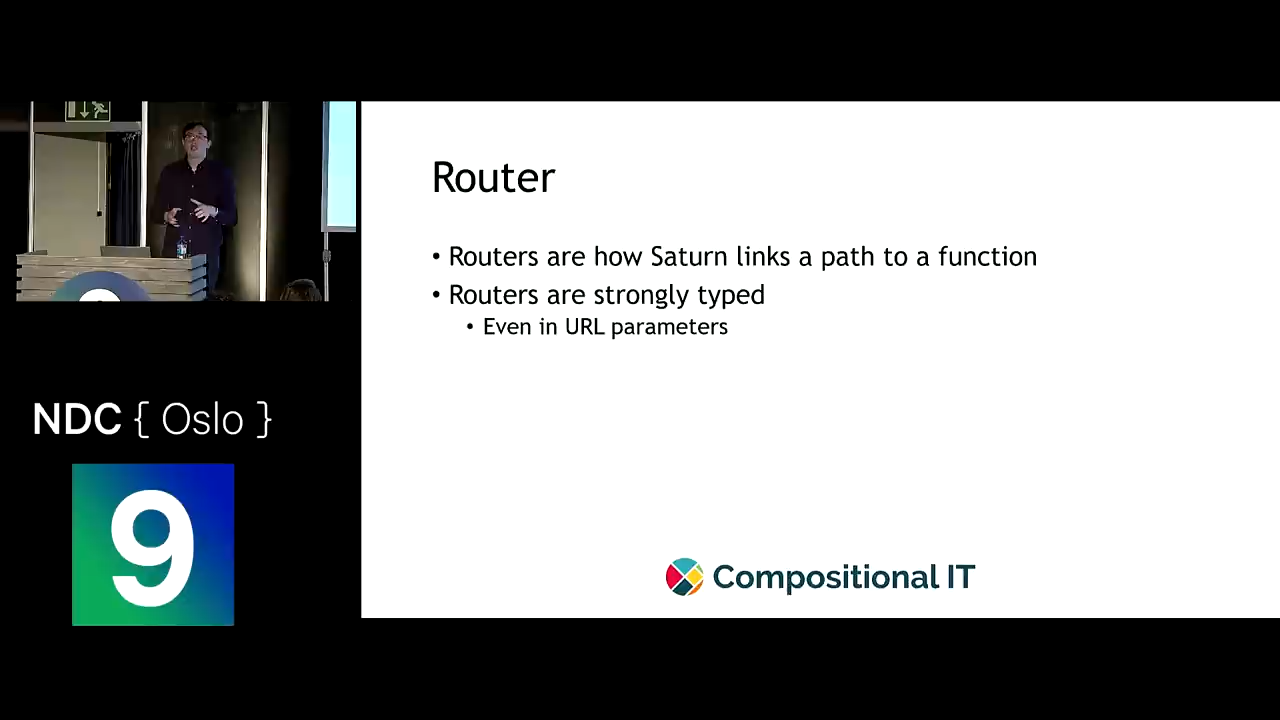 Router
• Routers are how Saturn links a path to a function
• Routers are strongly typed
• Even in URL parameters
Compositional IT
NDC { Oslo }
9